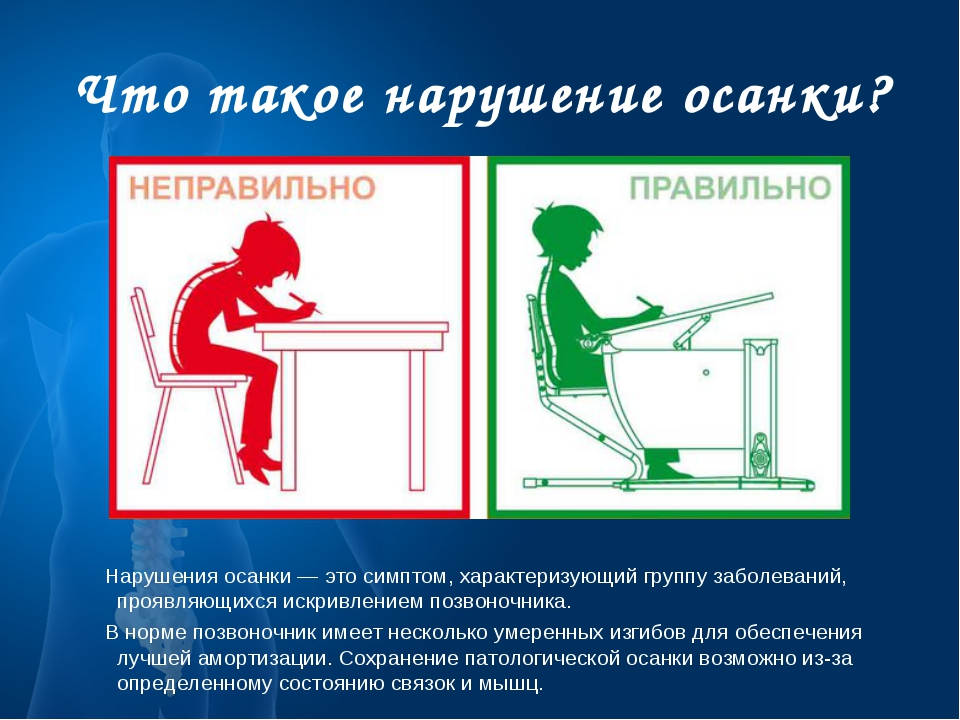 Что такое нарушение осанки?
НЕПРАВИЛЬНО
ПРАВИЛЬНО
Нарушения осанки — это симптом, характеризующий группу заболеваний,
проявляющихся искривлением позвоночника.
В норме позвоночник имеет несколько умеренных изгибов для обеспечения
лучшей амортизации. Сохранение патологической осанки возможно из-за
определенному состоянию связок и мышц.